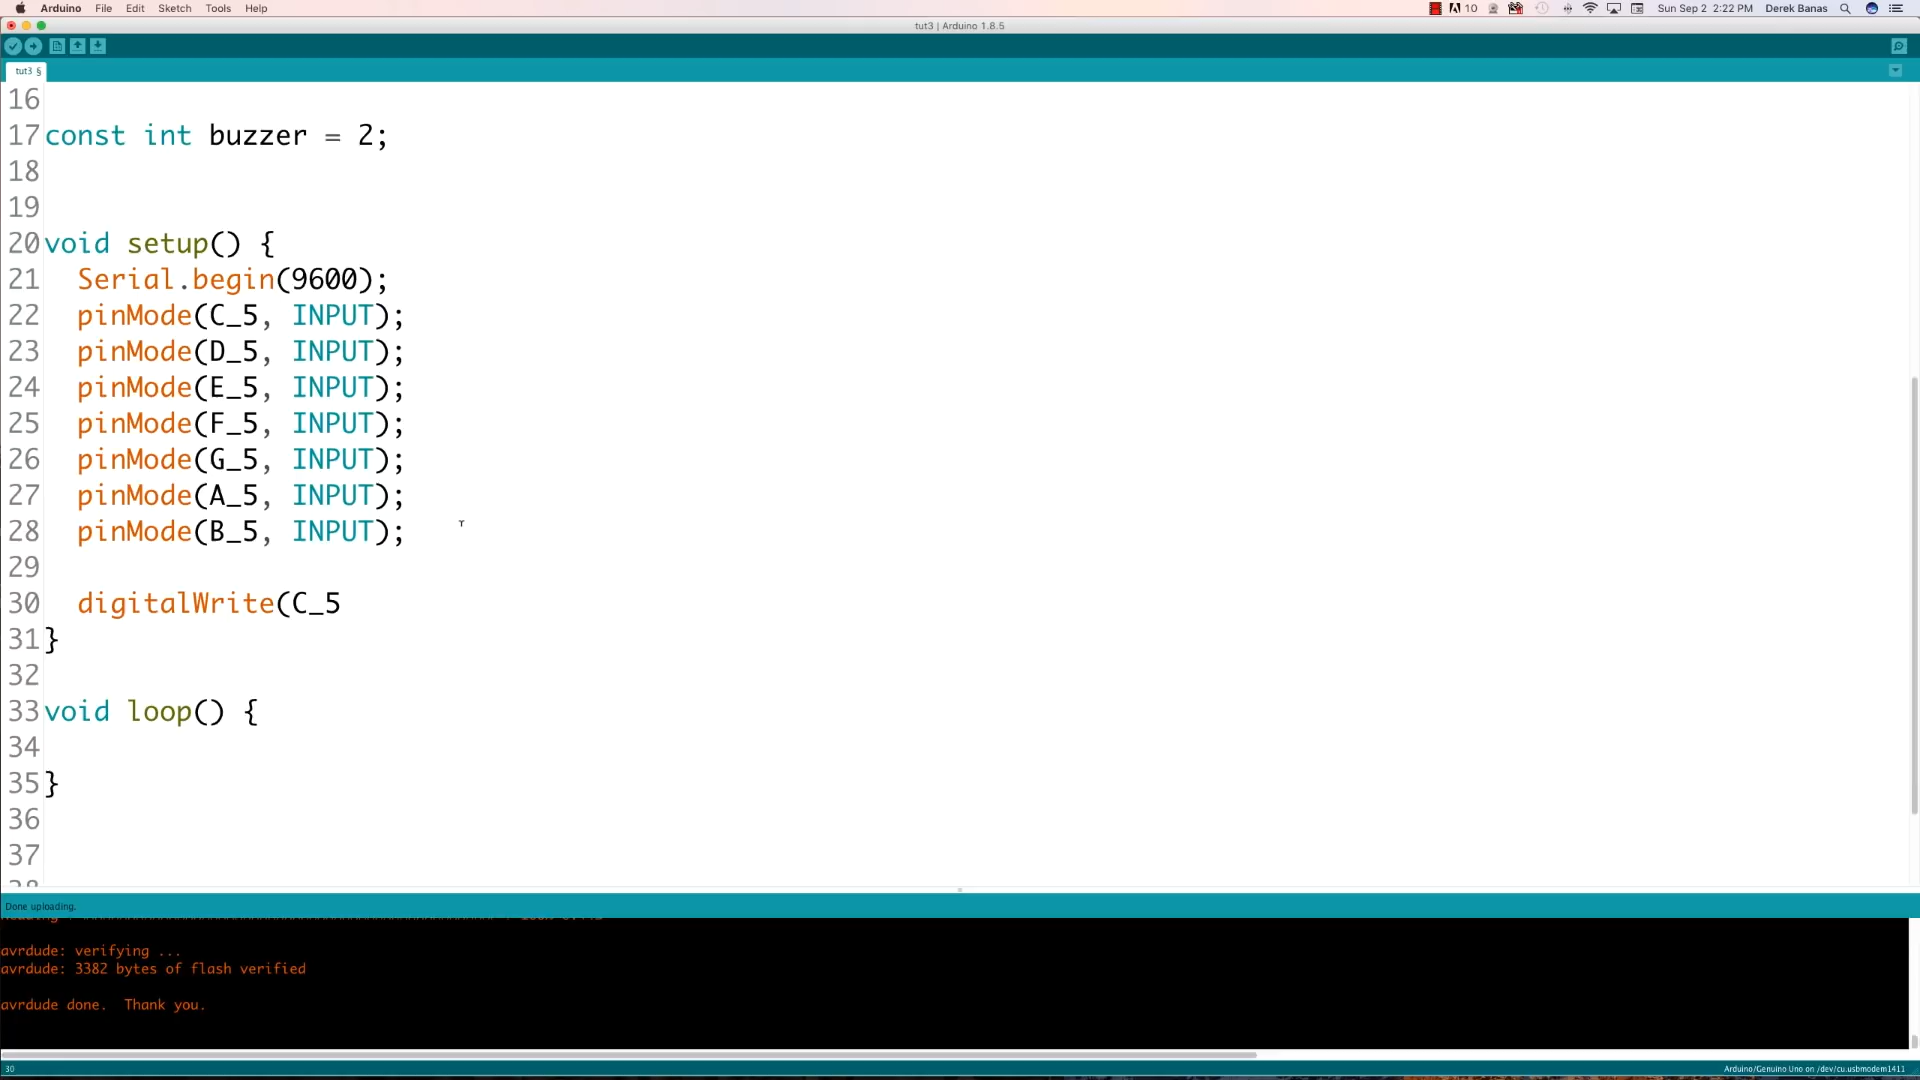 Arduino File Edit Sketch Tools Help
10 Sun Sep 2 2:22 PM Derek Banas
tut3 | Arduino 1.8.5
tut3 §
16
17 const int buzzer = 2;
18
19
20 void setup() {
21 Serial.begin(9600);
22 pinMode(C_5, INPUT);
23 pinMode(D_5, INPUT);
24 pinMode(E_5, INPUT);
25 pinMode(F_5, INPUT);
26 pinMode(G_5, INPUT);
27 pinMode(A_5, INPUT);
28 pinMode(B_5, INPUT);
29
30 digitalWrite(C_5
31 }
32
33 void loop() {
34
35 }
36
37
Done uploading.
avrdude: verifying ...
avrdude: 3382 bytes of flash verified
avrdude done. Thank you.
30
Arduino/Genuino Uno on /dev/cu.usbmodem1411